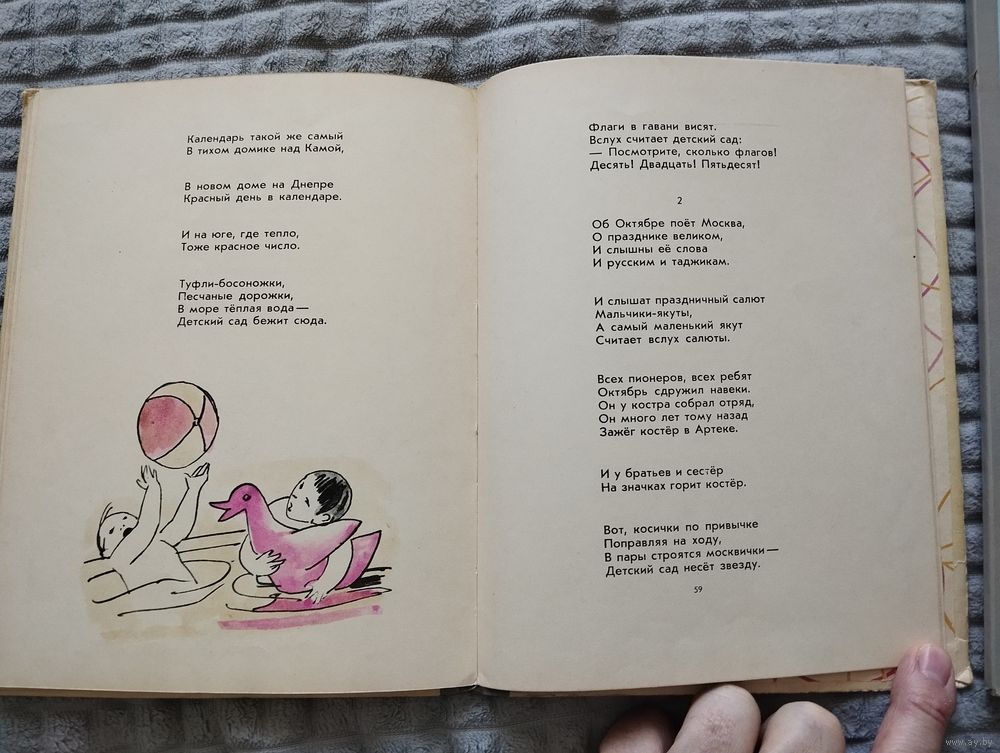 Календарь такой же самый
В тихом домике над Камой,
В новом доме на Днепре
Красный день в календаре.
И на юге, где тепло,
Тоже красное число.
Туфли-босоножки,
Песчаные дорожки,
В море тёплая вода —
Детский сад бежит сюда.
Флаги в гавани висят.
Вслух считает детский сад:
— Посмотрите, сколько флагов!
Десять! Двадцать! Пятьдесят!
2
Об Октябре поёт Москва,
О празднике великом,
И слышны её слова
И русским и таджикам.
И слышат праздничный салют
Мальчики-якуты,
А самый маленький якут
Считает вслух салюты.
Всех пионеров, всех ребят
Октябрь сдружил навеки.
Он у костра собрал отряд,
Он много лет тому назад
Зажёг костёр в Артеке.
И у братьев и сестёр
На значках горит костёр.
Вот, косички по привычке
Поправляя на ходу,
В пары строятся москвички —
Детский сад несёт звезду.
59
www.ay.by